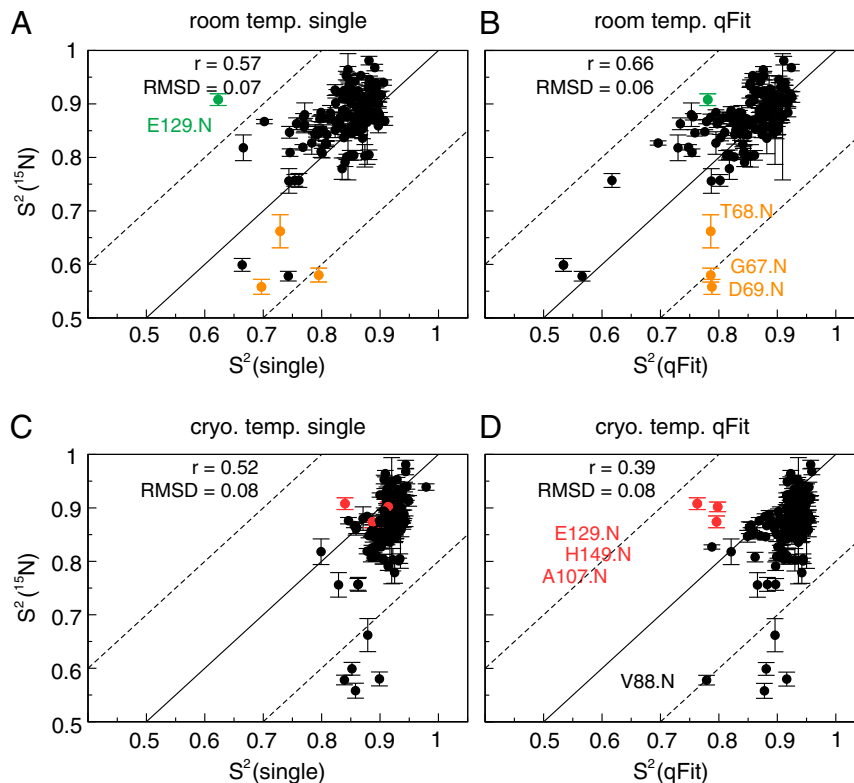 A
room temp. single
1
0.9
0.8
0.7
0.6
0.5
S² (¹⁵N)
r = 0.57
RMSD = 0.07
E129.N
0.5 0.6 0.7 0.8 0.9 1
S² (single)
B
room temp. qFit
r = 0.66
RMSD = 0.06
T68.N
G67.N
D69.N
0.5 0.6 0.7 0.8 0.9 1
S² (qFit)
C
cryo. temp. single
1
0.9
0.8
0.7
0.6
0.5
S² (¹⁵N)
r = 0.52
RMSD = 0.08
0.5 0.6 0.7 0.8 0.9 1
S² (single)
D
cryo. temp. qFit
r = 0.39
RMSD = 0.08
E129.N
H149.N
A107.N
V88.N
0.5 0.6 0.7 0.8 0.9 1
S² (qFit)